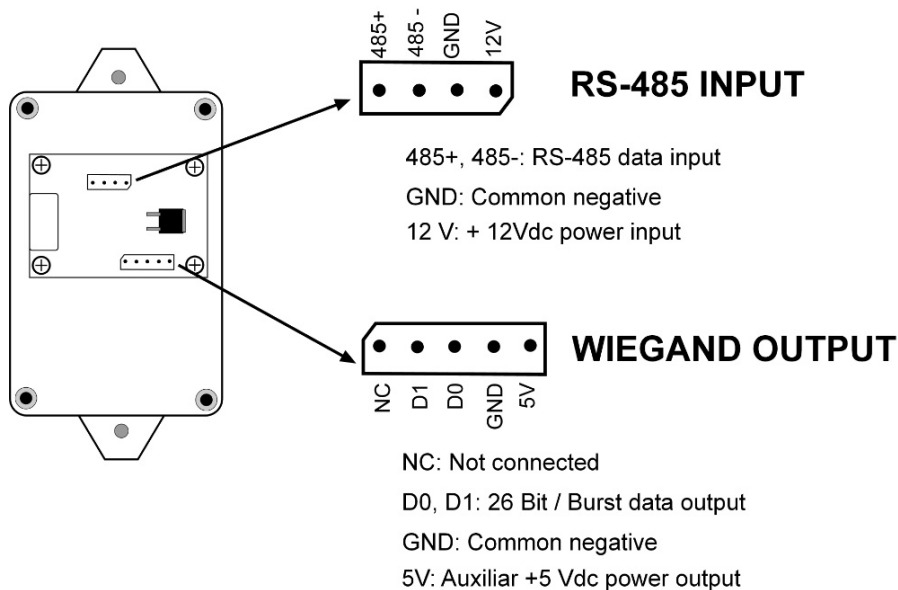 485+
485 -
GND
12V
RS-485 INPUT
485+, 485-: RS-485 data input
GND: Common negative
12 V: + 12Vdc power input
WIEGAND OUTPUT
NC
D1
D0
GND
5V
NC: Not connected
D0, D1: 26 Bit / Burst data output
GND: Common negative
5V: Auxiliar +5 Vdc power output